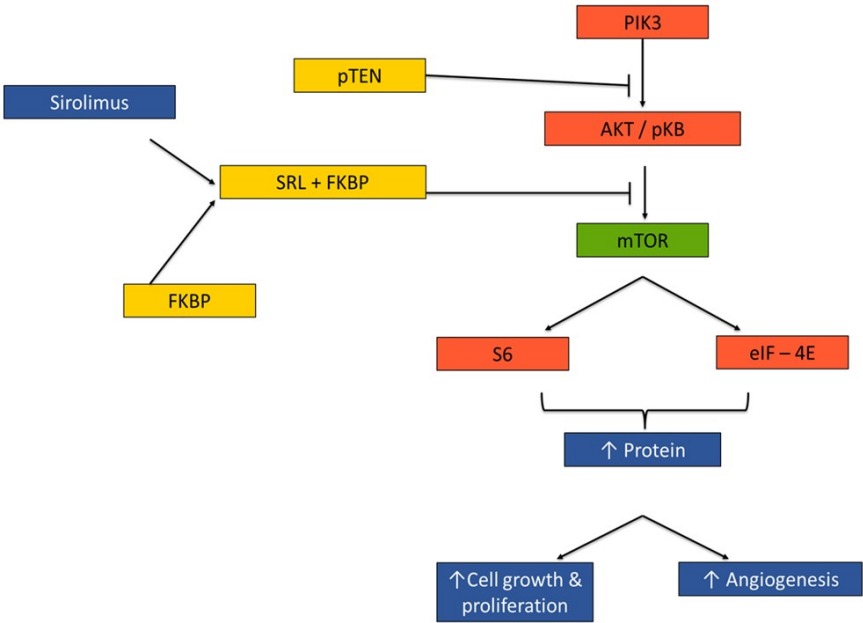 PIK3
pTEN
Sirolimus
AKT / pKB
SRL + FKBP
mTOR
FKBP
S6
eIF – 4E
↑ Protein
↑Cell growth &
proliferation
↑ Angiogenesis